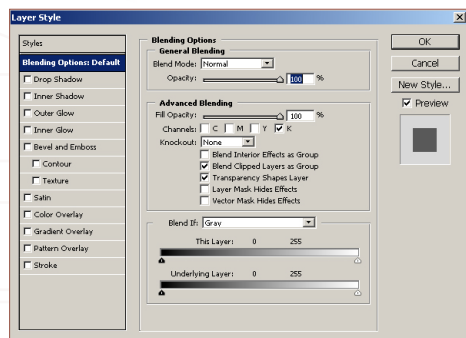 Layer Style
Styles
Blending Options: Default
Drop Shadow
Inner Shadow
Outer Glow
Inner Glow
Bevel and Emboss
Contour
Texture
Satin
Color Overlay
Gradient Overlay
Pattern Overlay
Stroke
Blending Options
General Blending
Blend Mode: Normal
Opacity: 100 %
Advanced Blending
Fill Opacity: 100 %
Channels: C M Y K
Knockout: None
Blend Interior Effects as Group
Blend Clipped Layers as Group
Transparency Shapes Layer
Layer Mask Hides Effects
Vector Mask Hides Effects
Blend If: Gray
This Layer: 0 255
Underlying Layer: 0 255
OK
Cancel
New Style...
Preview